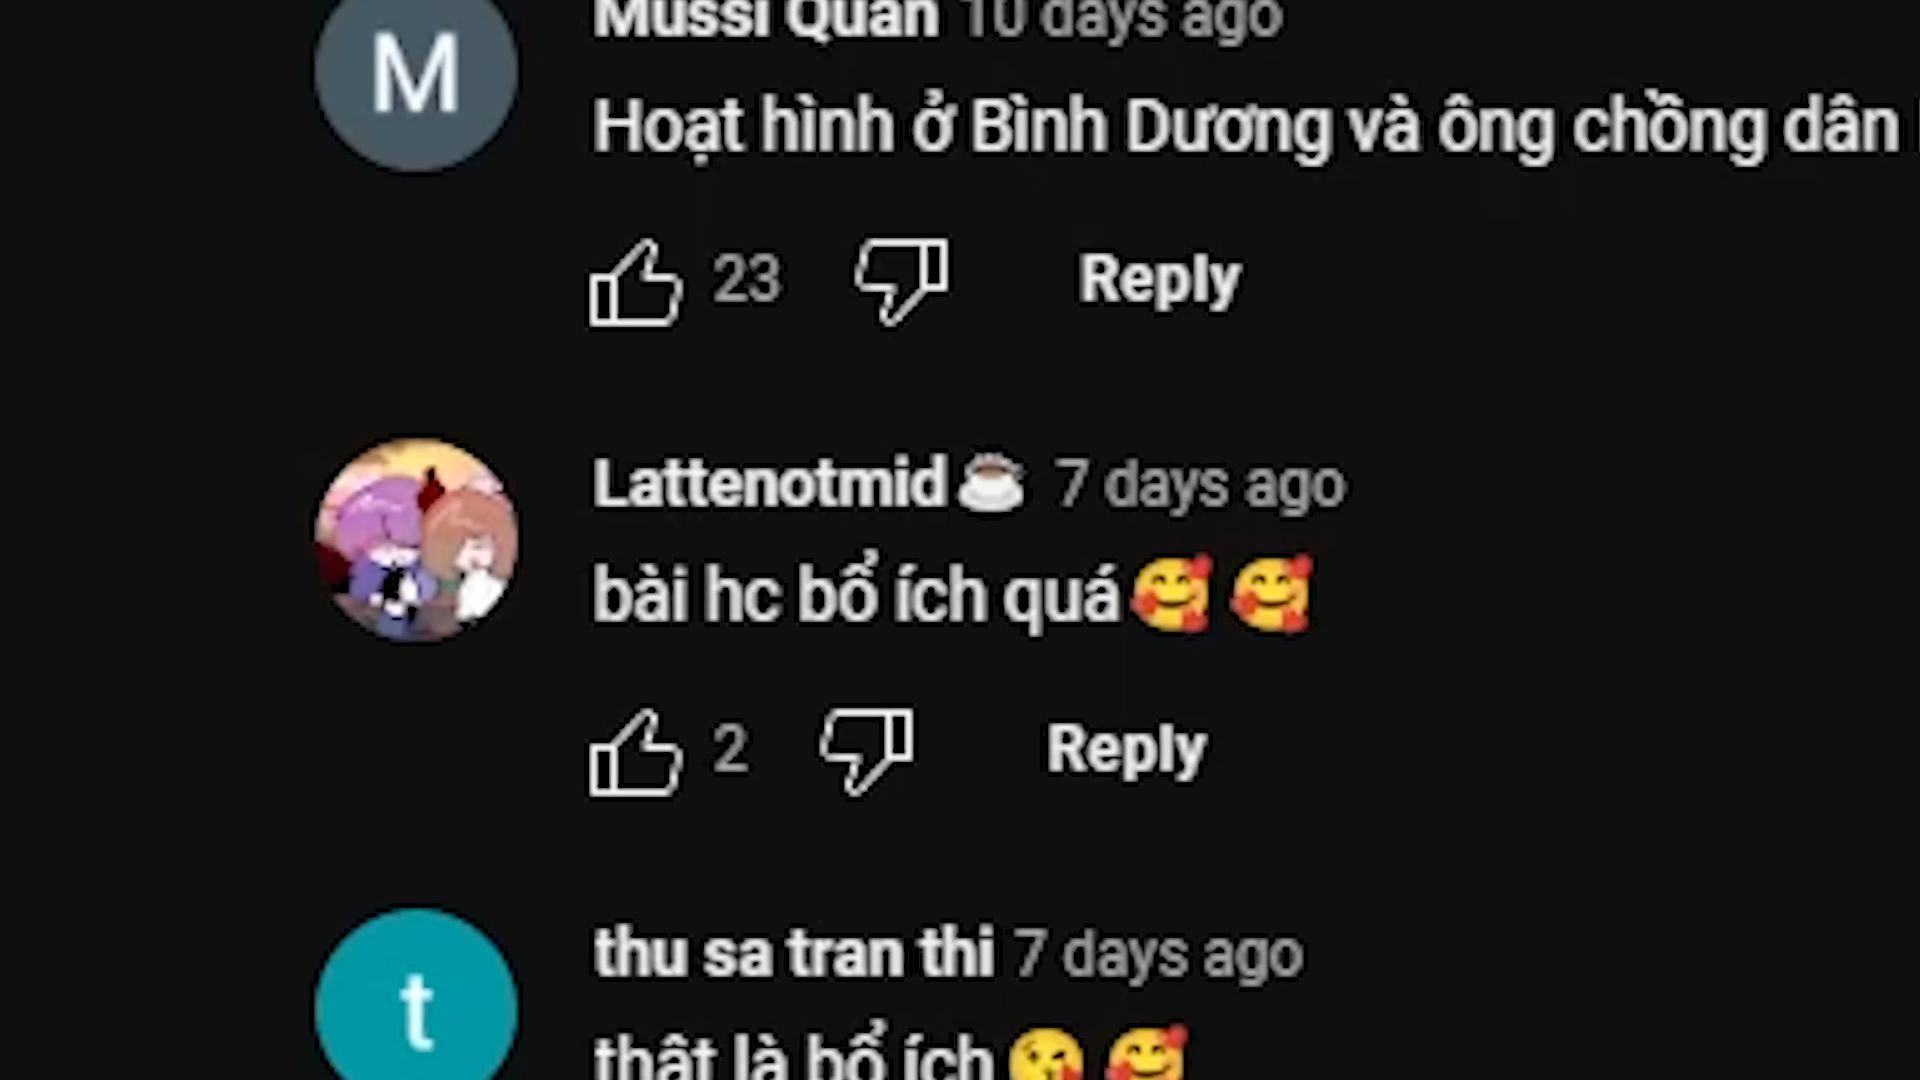 M
Mussi Quan 10 days ago
Hoạt hình ở Bình Dương và ông chồng dân
23 Reply
Lattenotmid☕ 7 days ago
bài hc bổ ích quá🥰🥰
2 Reply
t
thu sa tran thi 7 days ago
thật là bổ ích😘🥰